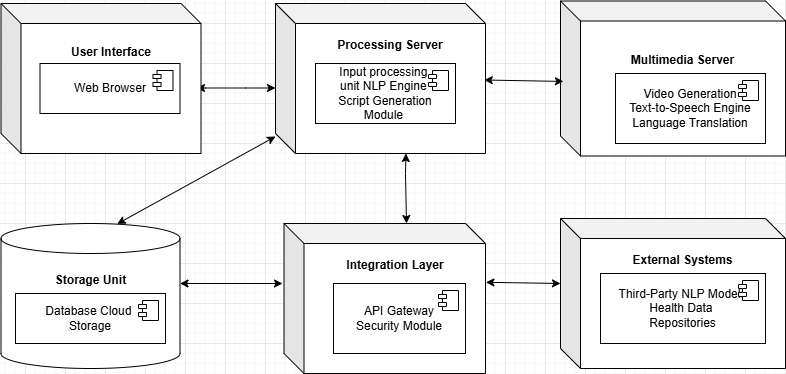 User Interface
Web Browser
Processing Server
Input processing
unit NLP Engine
Script Generation
Module
Multimedia Server
Video Generation
Text-to-Speech Engine
Language Translation
Storage Unit
Database Cloud
Storage
Integration Layer
API Gateway
Security Module
External Systems
Third-Party NLP Model
Health Data
Repositories